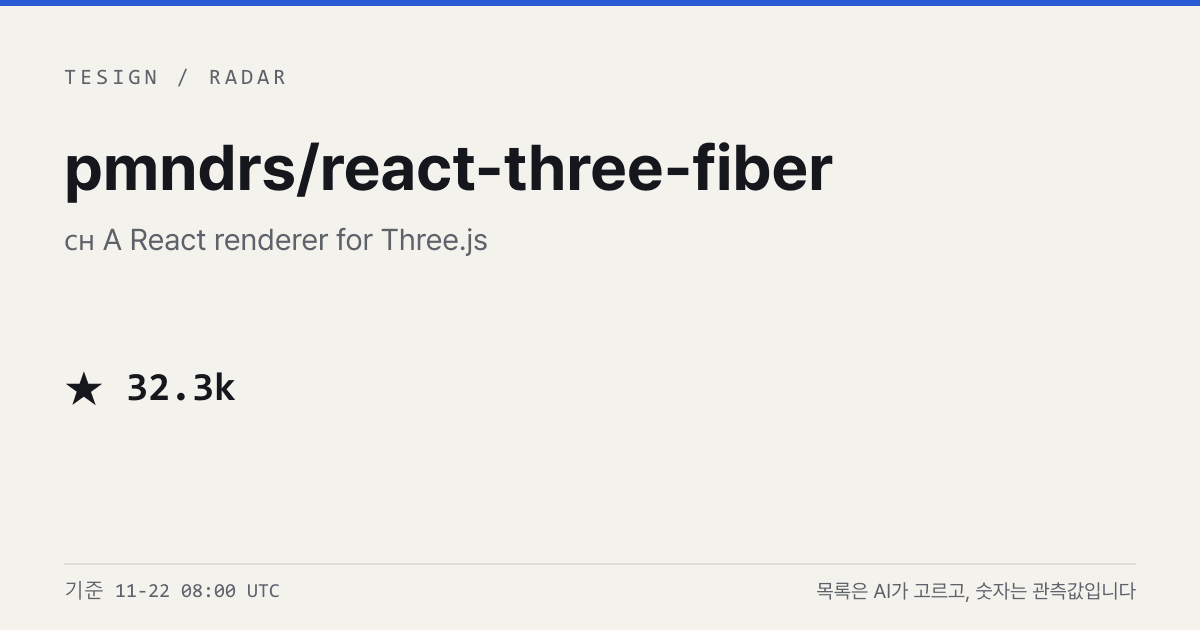 TESIGN / RADAR
pmndrs/react-three-fiber
🇨🇭 A React renderer for Three.js
★ 32.3k
기준 11-22 08:00 UTC
목록은 AI가 고르고, 숫자는 관측값입니다